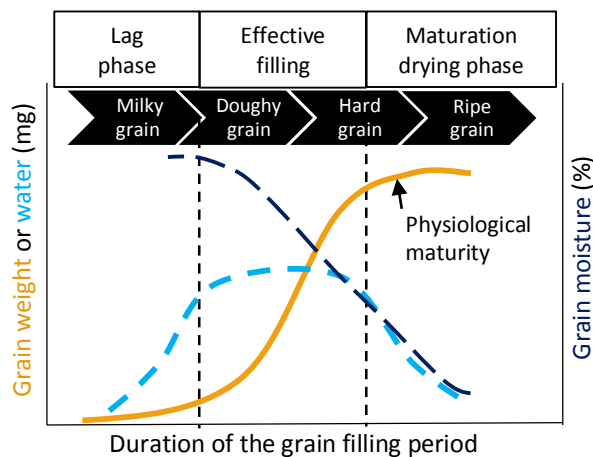 Lag
phase
Effective
filling
Maturation
drying phase
Milky
grain
Doughy
grain
Hard
grain
Ripe
grain
Grain weight or water (mg)
Physiological
maturity
Grain moisture (%)
Duration of the grain filling period